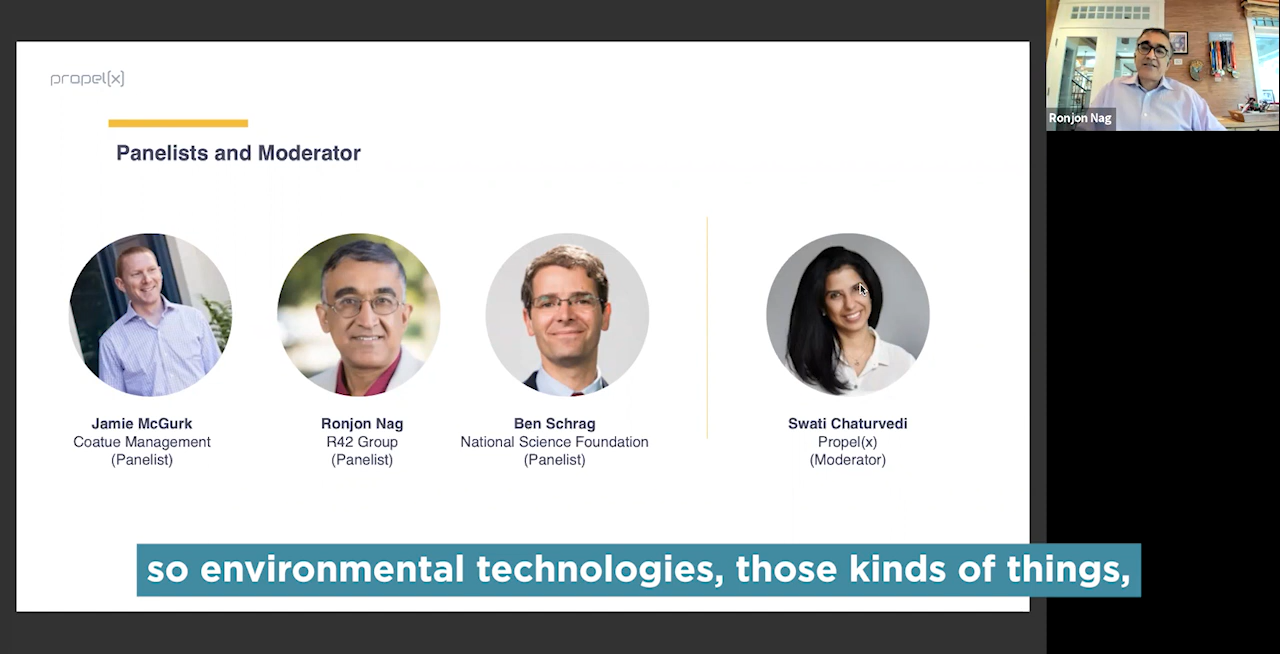 propel(x)
Panelists and Moderator
Jamie McGurk
Coatue Management
(Panelist)
Ronjon Nag
R42 Group
(Panelist)
Ben Schrag
National Science Foundation
(Panelist)
Swati Chaturvedi
Propel(x)
(Moderator)
Ronjon Nag
so environmental technologies, those kinds of things,